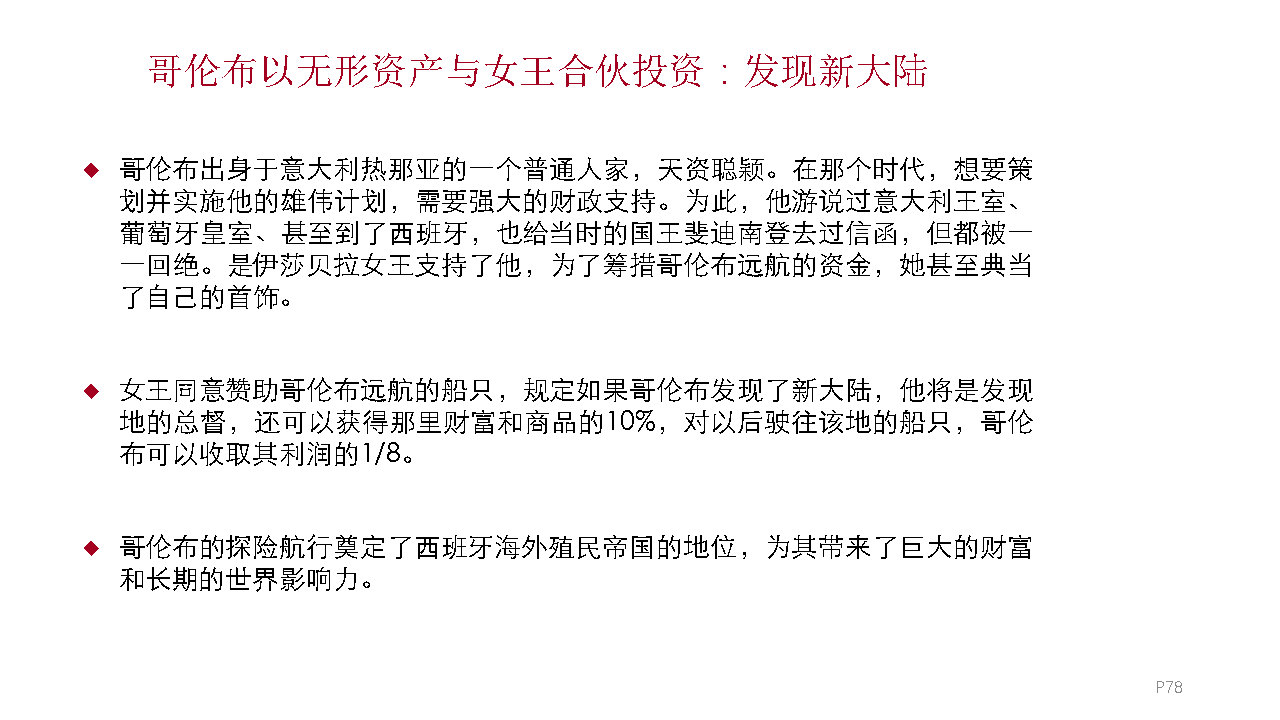 哥伦布以无形资产与女王合伙投资：发现新大陆
◆ 哥伦布出身于意大利热那亚的一个普通人家，天资聪颖。在那个时代，想要策
划并实施他的雄伟计划，需要强大的财政支持。为此，他游说过意大利王室、
葡萄牙皇室、甚至到了西班牙，也给当时的国王斐迪南登去过信函，但都被一
一回绝。是伊莎贝拉女王支持了他，为了筹措哥伦布远航的资金，她甚至典当
了自己的首饰。
◆ 女王同意赞助哥伦布远航的船只，规定如果哥伦布发现了新大陆，他将是发现
地的总督，还可以获得那里财富和商品的10%，对以后驶往该地的船只，哥伦
布可以收取其利润的1/8。
◆ 哥伦布的探险航行奠定了西班牙海外殖民帝国的地位，为其带来了巨大的财富
和长期的世界影响力。
P78